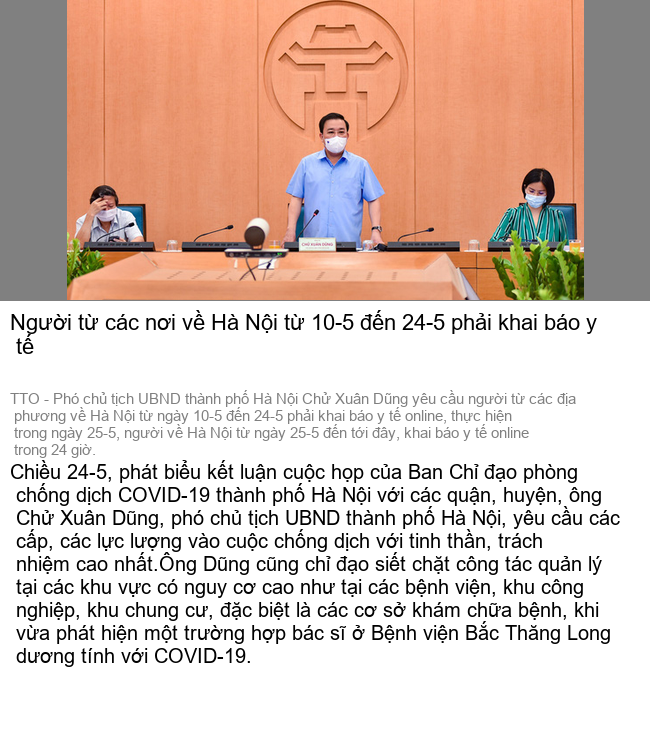 CHỬ XUÂN DŨNG
Người từ các nơi về Hà Nội từ 10-5 đến 24-5 phải khai báo y
tế
TTO - Phó chủ tịch UBND thành phố Hà Nội Chử Xuân Dũng yêu cầu người từ các địa
phương về Hà Nội từ ngày 10-5 đến 24-5 phải khai báo y tế online, thực hiện
trong ngày 25-5, người về Hà Nội từ ngày 25-5 đến tới đây, khai báo y tế online
trong 24 giờ.
Chiều 24-5, phát biểu kết luận cuộc họp của Ban Chỉ đạo phòng
chống dịch COVID-19 thành phố Hà Nội với các quận, huyện, ông
Chử Xuân Dũng, phó chủ tịch UBND thành phố Hà Nội, yêu cầu các
cấp, các lực lượng vào cuộc chống dịch với tinh thần, trách
nhiệm cao nhất.Ông Dũng cũng chỉ đạo siết chặt công tác quản lý
tại các khu vực có nguy cơ cao như tại các bệnh viện, khu công
nghiệp, khu chung cư, đặc biệt là các cơ sở khám chữa bệnh, khi
vừa phát hiện một trường hợp bác sĩ ở Bệnh viện Bắc Thăng Long
dương tính với COVID-19.